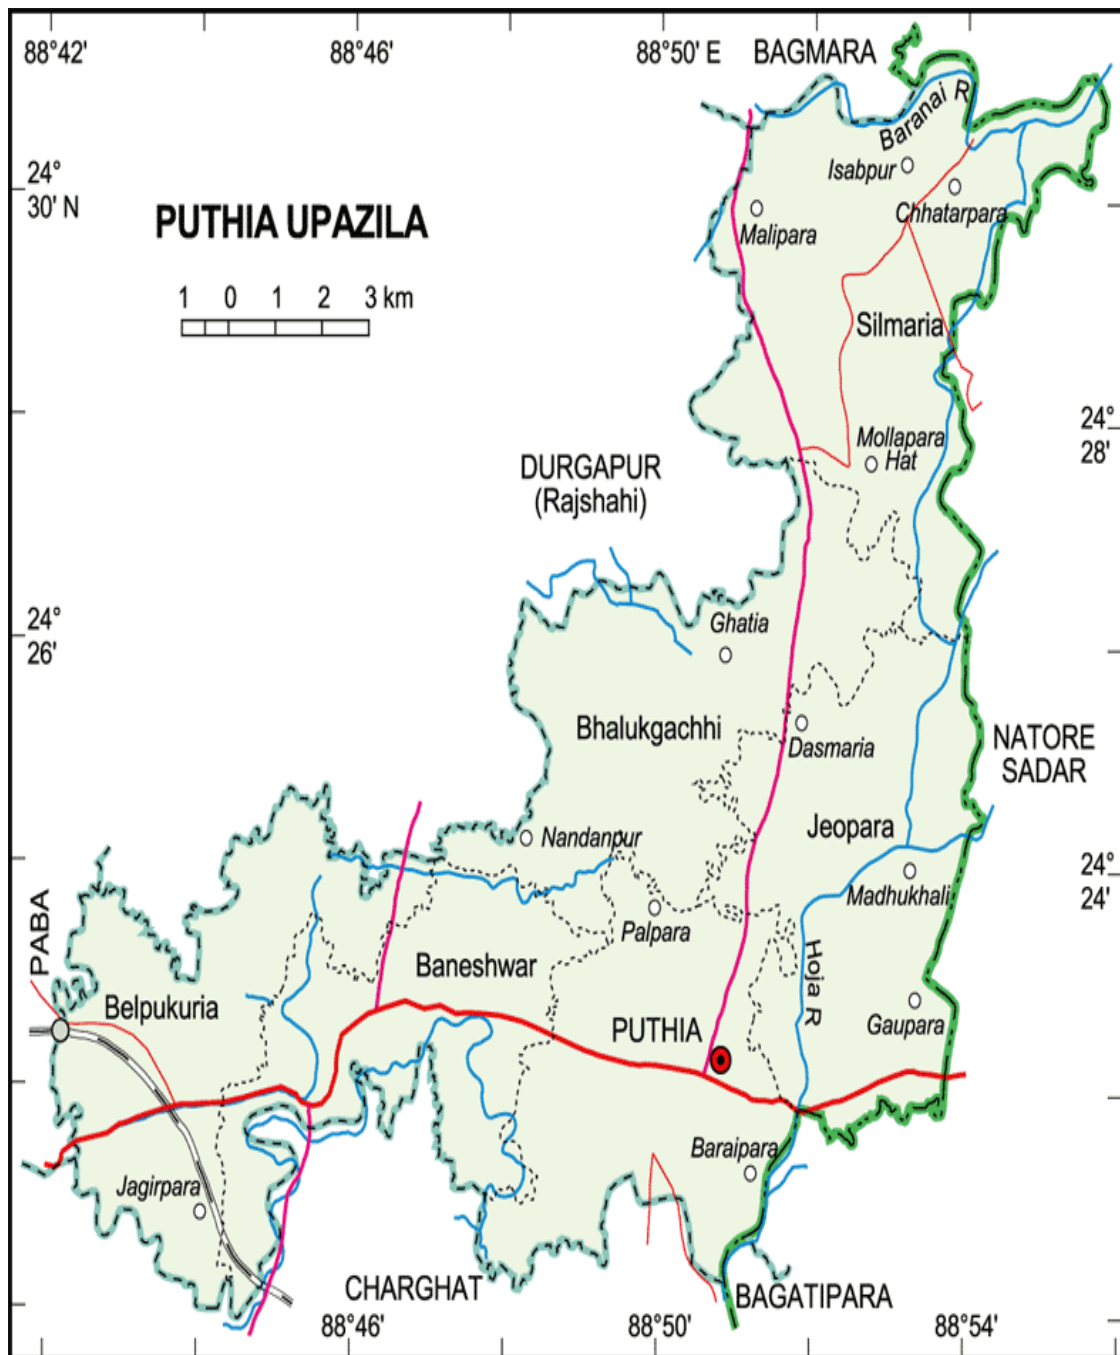 88°42'
88°46'
88°50' E
BAGMARA
Baranai R
Isabpur
24°
30' N
Chhatarpara
PUTHIA UPAZILA
Malipara
1 0 1 2 3 km
Silmaria
24°
28'
Mollapara
Hat
DURGAPUR
(Rajshahi)
24°
26'
Ghatia
Bhalukgachhi
Dasmaria
NATORE
SADAR
Jeopara
Nandanpur
24°
24'
Madhukhali
PABA
Palpara
Baneshwar
Hoja R
Belpukuria
PUTHIA
Gaupara
Baraipara
Jagirpara
CHARGHAT
BAGATIPARA
88°46'
88°50'
88°54'